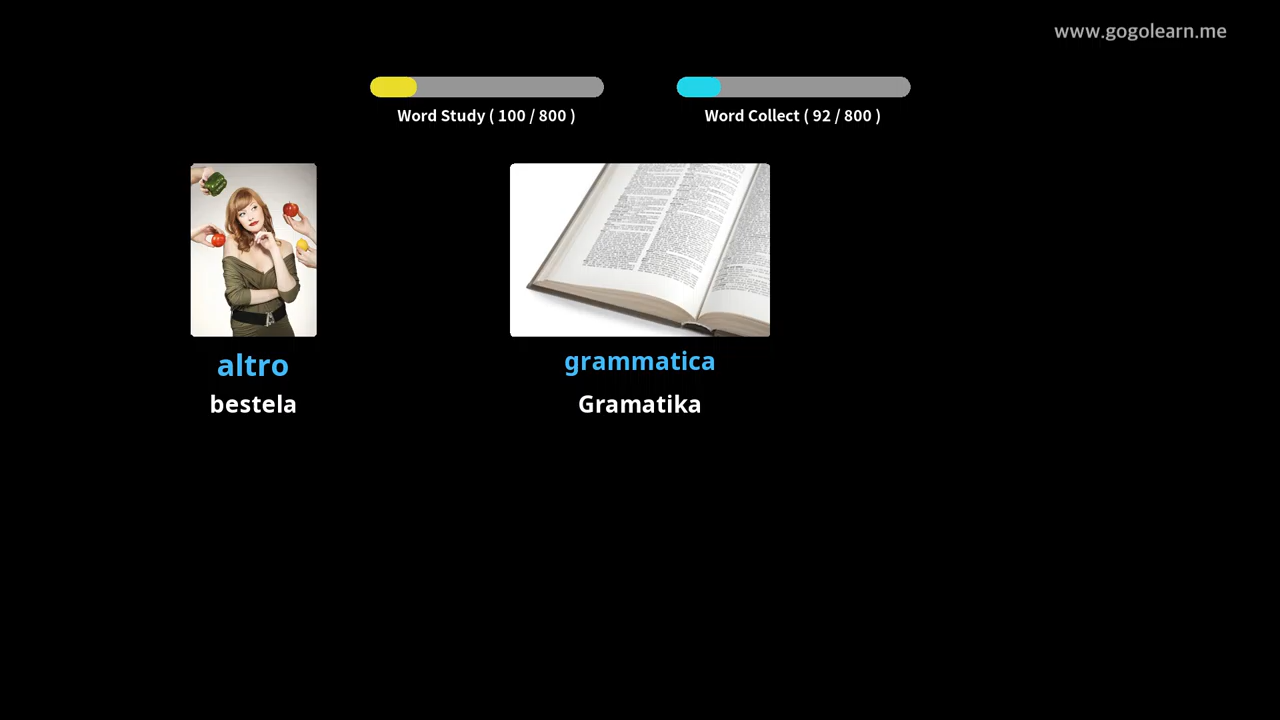 www.gogolearn.me
Word Study ( 100 / 800 )
Word Collect ( 92 / 800 )
altro
bestela
grammatica
Gramatika